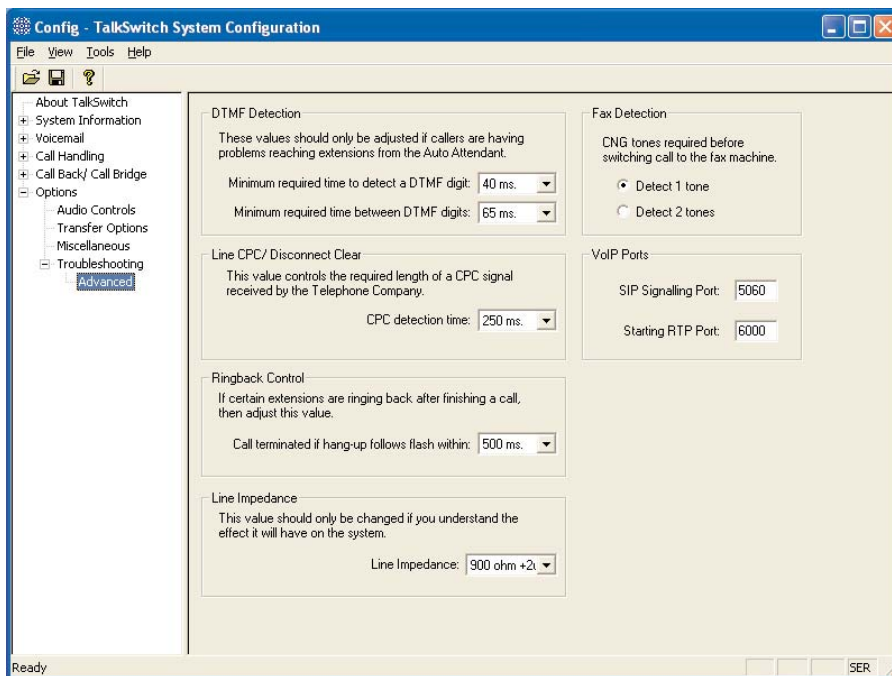 Config - TalkSwitch System Configuration
File View Tools Help
About TalkSwitch
System Information
Voicemail
Call Handling
Call Back/ Call Bridge
Options
Audio Controls
Transfer Options
Miscellaneous
Troubleshooting
Advanced
DTMF Detection
These values should only be adjusted if callers are having
problems reaching extensions from the Auto Attendant.
Minimum required time to detect a DTMF digit: 40 ms.
Minimum required time between DTMF digits: 65 ms.
Line CPC/ Disconnect Clear
This value controls the required length of a CPC signal
received by the Telephone Company.
CPC detection time: 250 ms.
Ringback Control
If certain extensions are ringing back after finishing a call,
then adjust this value.
Call terminated if hang-up follows flash within: 500 ms.
Line Impedance
This value should only be changed if you understand the
effect it will have on the system.
Line Impedance: 900 ohm +2
Fax Detection
CNG tones required before
switching call to the fax machine.
Detect 1 tone
Detect 2 tones
VoIP Ports
SIP Signalling Port: 5060
Starting RTP Port: 6000
Ready
SER